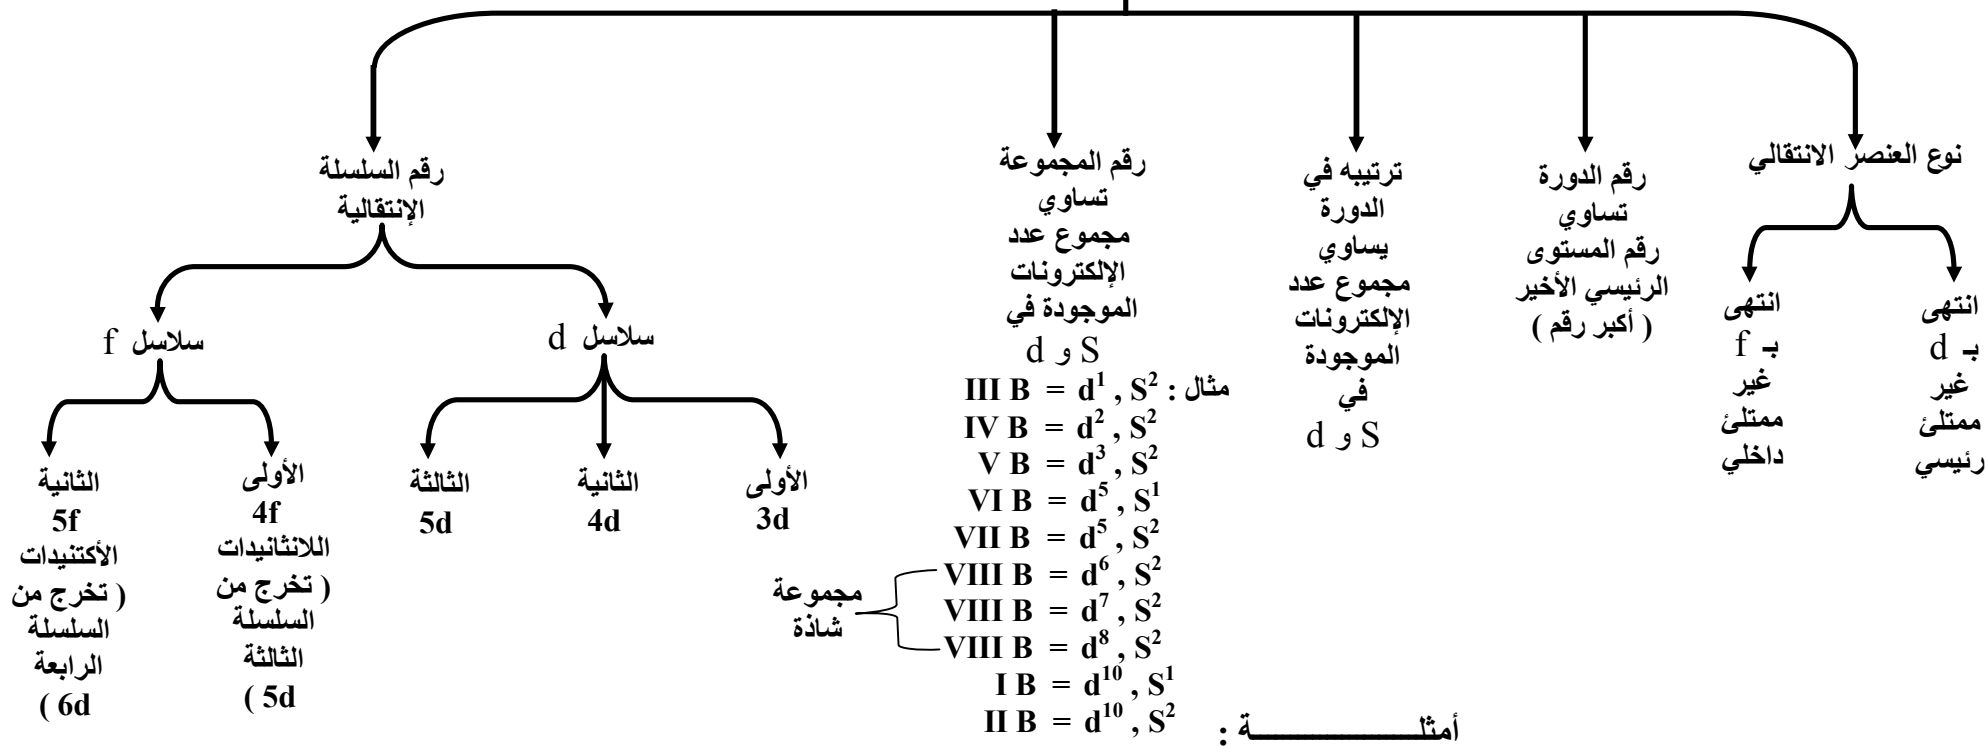 نوع العنصر الانتقالي
انتهى
بـ d
غير
ممتلئ
رئيسي
انتهى
بـ f
غير
ممتلئ
داخلي
رقم الدورة
تساوي
رقم المستوى
الرئيسي الأخير
( أكبر رقم )
ترتيبه في
الدورة
يساوي
مجموع عدد
الإلكترونات
الموجودة
في
S و d
رقم المجموعة
تساوي
مجموع عدد
الإلكترونات
الموجودة في
S و d
مثال : III B = d¹ , S²
IV B = d² , S²
V B = d³ , S²
VI B = d⁵ , S¹
VII B = d⁵ , S²
VIII B = d⁶ , S²
VIII B = d⁷ , S²
VIII B = d⁸ , S²
مجموعة
شاذة
I B = d¹⁰ , S¹
II B = d¹⁰ , S²
رقم السلسلة
الإنتقالية
سلاسل d
الأولى
3d
الثانية
4d
الثالثة
5d
سلاسل f
الأولى
4f
اللانثانيدات
( تخرج من
السلسلة
الثالثة
5d )
الثانية
5f
الأكتنيدات
( تخرج من
السلسلة
الرابعة
6d )
أمثلـــــــــــــــة :